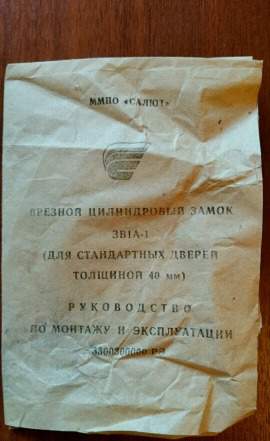 ММПО «САЛЮТ»
ВРЕЗНОЙ ЦИЛИНДРОВЫЙ ЗАМОК
ЗВ1А-1
(ДЛЯ СТАНДАРТНЫХ ДВЕРЕЙ
ТОЛЩИНОЙ 40 мм)
РУКОВОДСТВО
ПО МОНТАЖУ И ЭКСПЛУАТАЦИИ